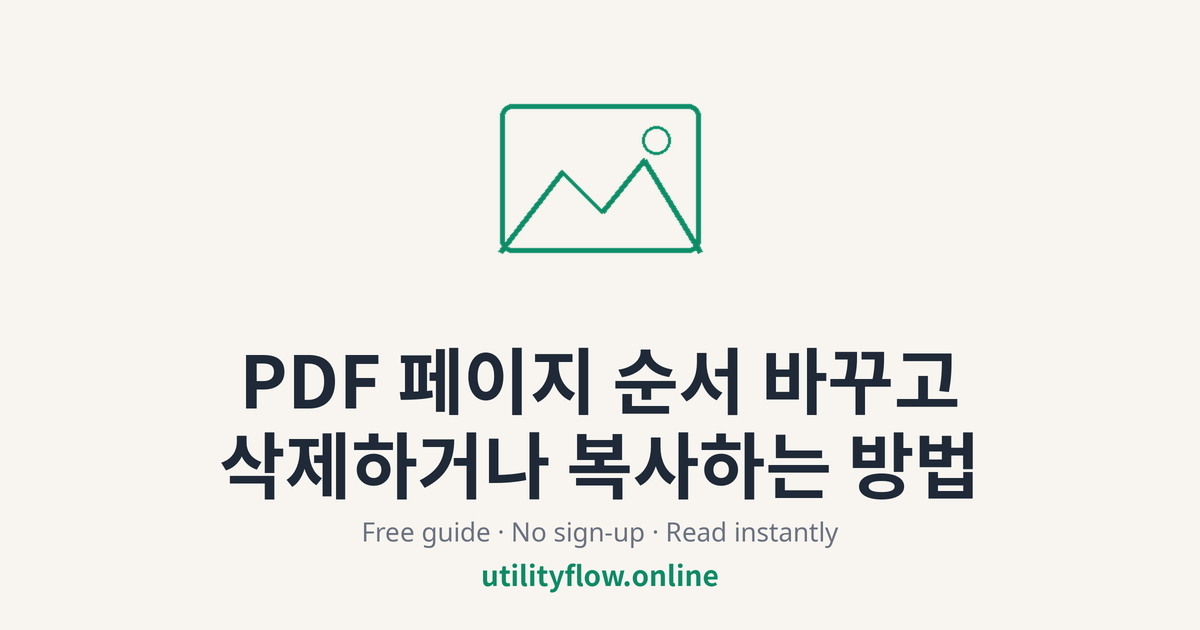 PDF 페이지 순서 바꾸고
삭제하거나 복사하는 방법
Free guide · No sign-up · Read instantly
utilityflow.online